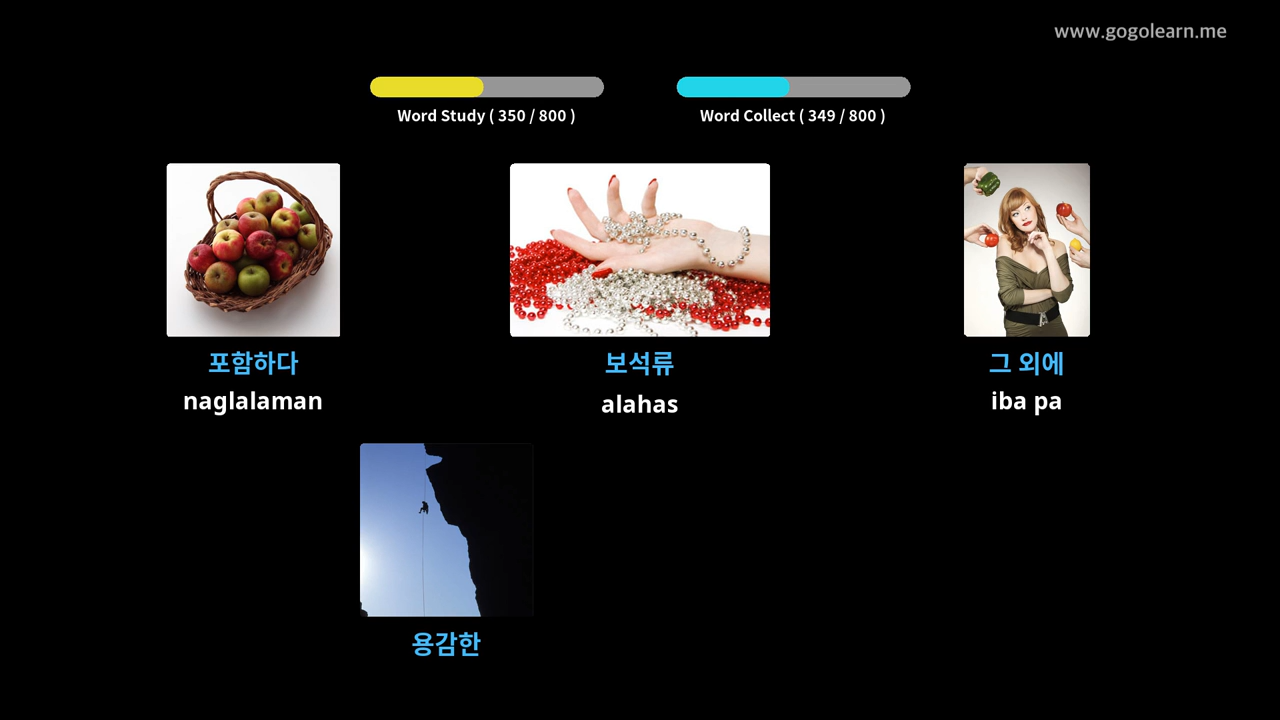 www.gogolearn.me
Word Study ( 350 / 800 )
Word Collect ( 349 / 800 )
포함하다
naglalaman
보석류
alahas
그 외에
iba pa
용감한